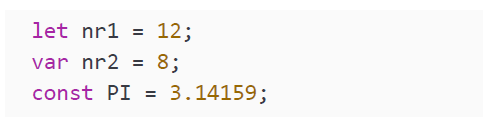 let nr1 = 12;
var nr2 = 8;
const PI = 3.14159;